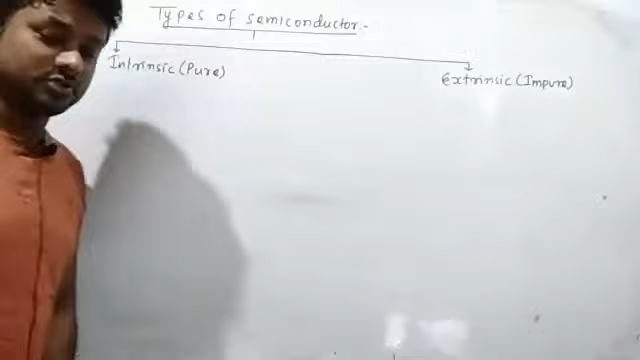 Types of semiconductor:-
Intrinsic (Pure)
Extrinsic (Impure)